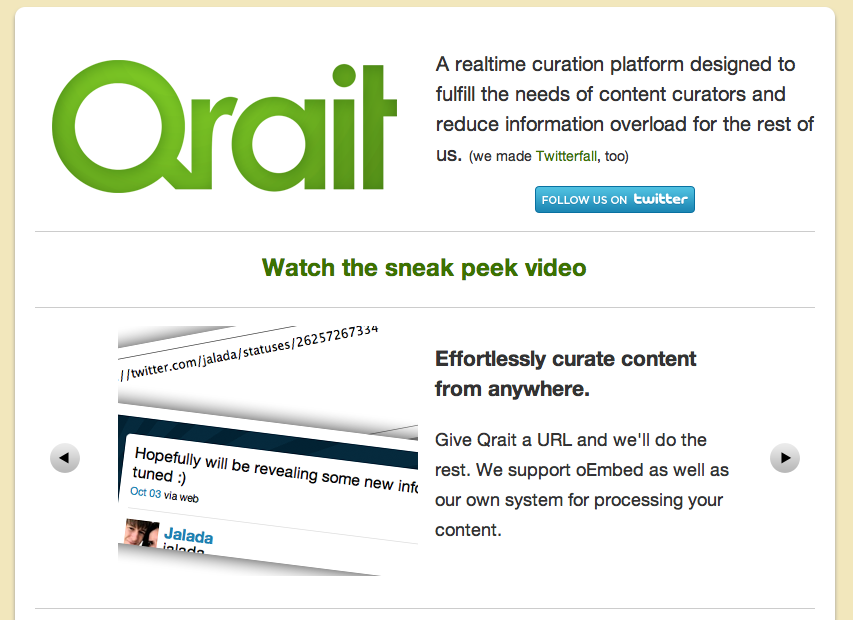 Qrait
A realtime curation platform designed to
fulfill the needs of content curators and
reduce information overload for the rest of
us. (we made Twitterfall, too)
FOLLOW US ON twitter
Watch the sneak peek video
//twitter.com/jalada/statuses/26257267334
Hopefully will be revealing some new info
tuned :)
Oct 03 via web
Jalada
jalada
Effortlessly curate content
from anywhere.
Give Qrait a URL and we'll do the
rest. We support oEmbed as well as
our own system for processing your
content.